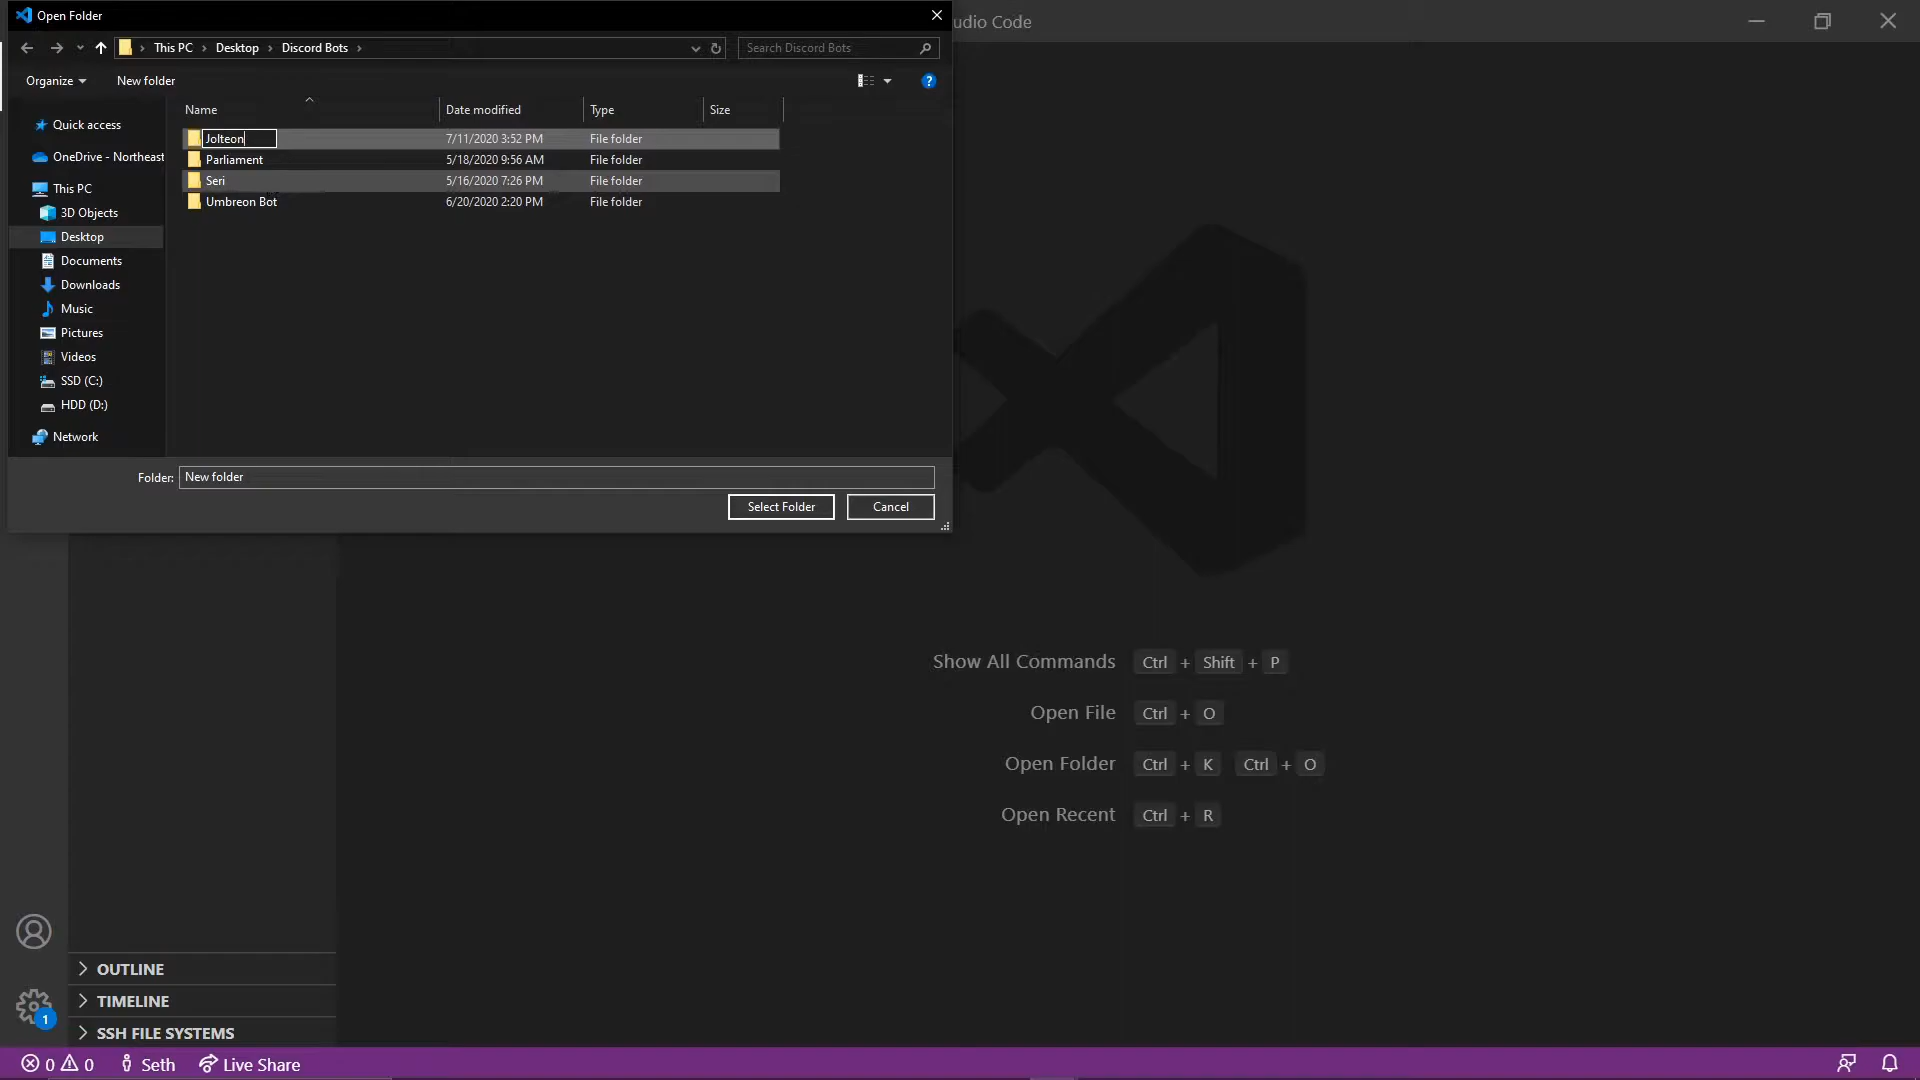 Open Folder
udio Code
This PC
Desktop
Discord Bots
Search Discord Bots
Organize
New folder
Name
Date modified
Type
Size
Quick access
OneDrive - Northeast
This PC
3D Objects
Desktop
Documents
Downloads
Music
Pictures
Videos
SSD (C:)
HDD (D:)
Network
Jolteon 7/11/2020 3:52 PM File folder
Parliament 5/18/2020 9:56 AM File folder
Seri 5/16/2020 7:26 PM File folder
Umbreon Bot 6/20/2020 2:20 PM File folder
Folder: New folder
Select Folder
Cancel
Show All Commands Ctrl + Shift + P
Open File Ctrl + O
Open Folder Ctrl + K Ctrl + O
Open Recent Ctrl + R
OUTLINE
TIMELINE
1
SSH FILE SYSTEMS
0 0 Seth Live Share